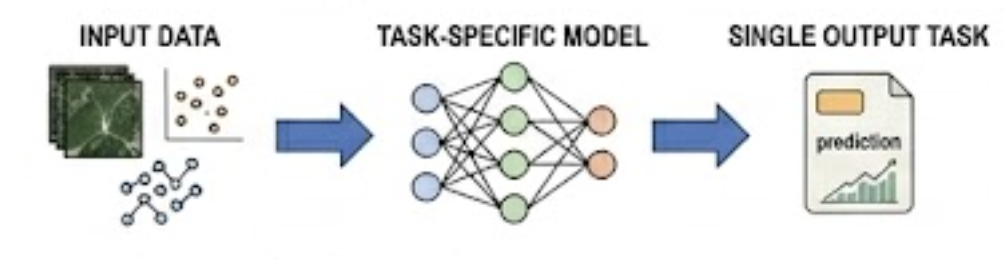 INPUT DATA
TASK-SPECIFIC MODEL
SINGLE OUTPUT TASK
prediction